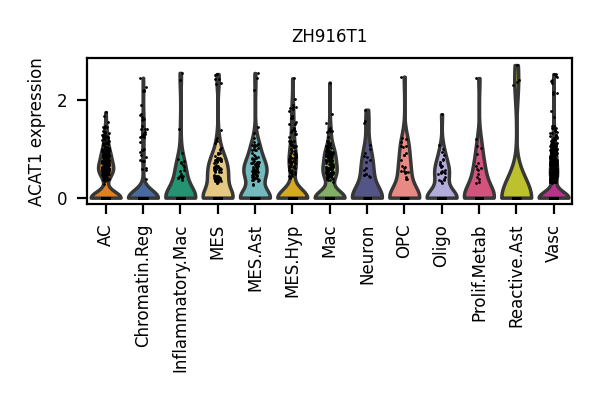 ZH916T1
ACAT1 expression
2
0
AC
Chromatin.Reg
Inflammatory.Mac
MES
MES.Ast
MES.Hyp
Mac
Neuron
OPC
Oligo
Prolif.Metab
Reactive.Ast
Vasc